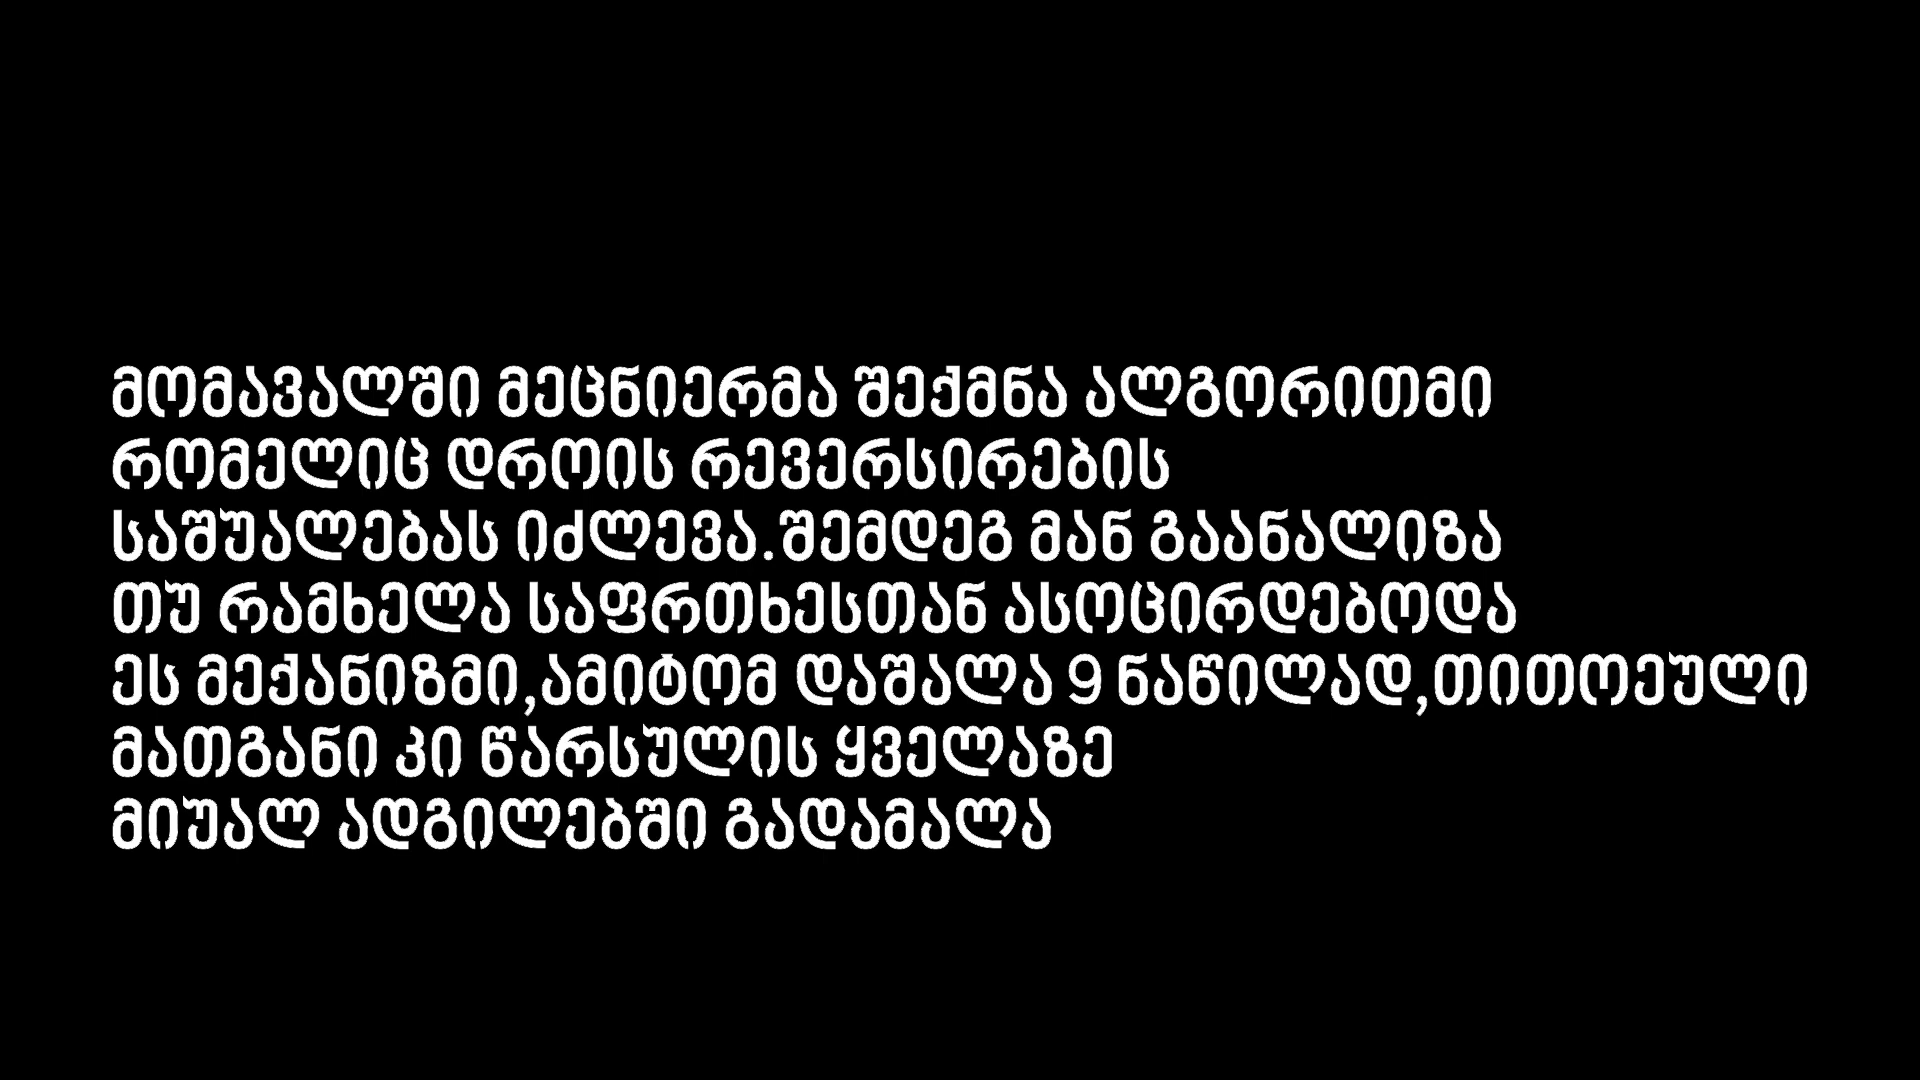 მომავალში მეცნიერმა შექმნა ალგორითმი
რომელიც დროის რევერსირების
საშუალებას იძლევა.შემდეგ მან გაანალიზა
თუ რამხელა საფრთხესთან ასოცირდებოდა
ეს მექანიზმი,ამიტომ დაშალა 9 ნაწილად,თითოეული
მათგანი კი წარსულის ყველაზე
მიუალ ადგილებში გადამალა